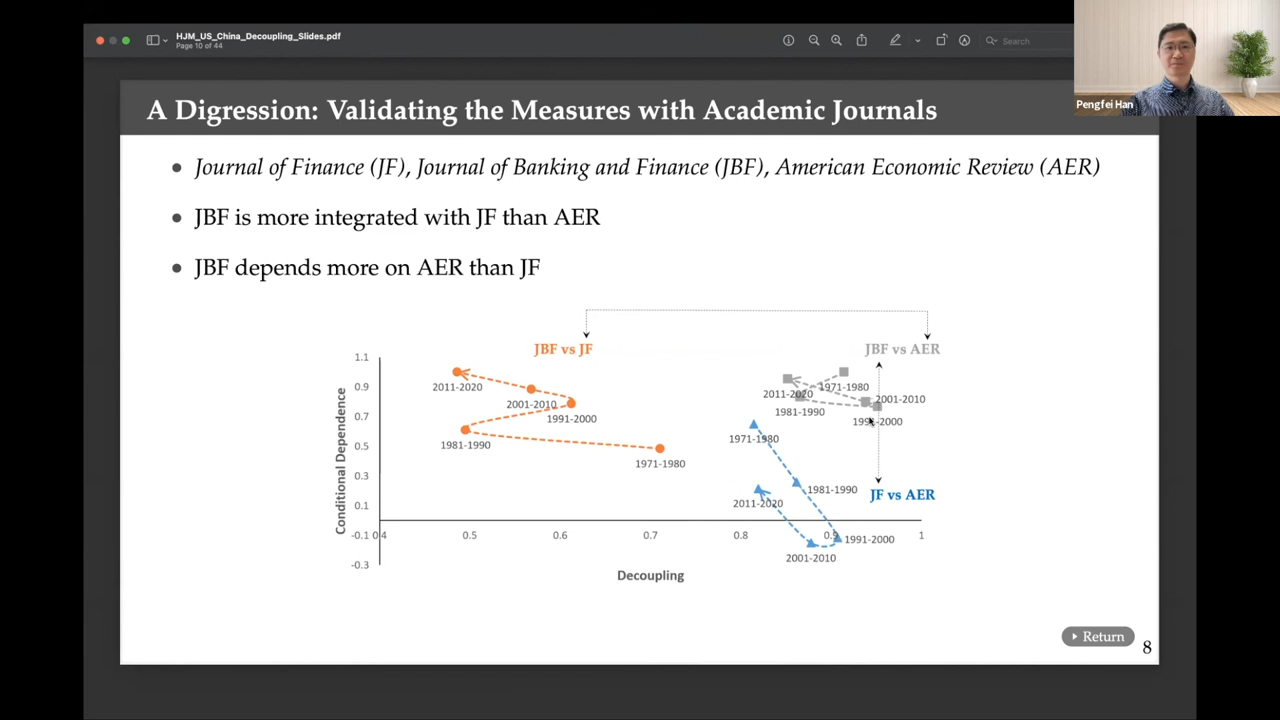 HJM_US_China_Decoupling_Slides.pdf
Page 10 of 44
Search
Pengfei Han
A Digression: Validating the Measures with Academic Journals
Journal of Finance (JF), Journal of Banking and Finance (JBF), American Economic Review (AER)
JBF is more integrated with JF than AER
JBF depends more on AER than JF
JBF vs JF
JBF vs AER
JF vs AER
Conditional Dependence
1.1
0.9
0.7
0.5
0.3
0.1
-0.1
-0.3
2011-2020
2001-2010
1991-2000
1981-1990
1971-1980
2011-2020
1971-1980
1981-1990
2001-2010
1991-2000
1971-1980
1981-1990
2011-2020
1991-2000
2001-2010
0.4
0.5
0.6
0.7
0.8
0.9
1
Decoupling
Return
8